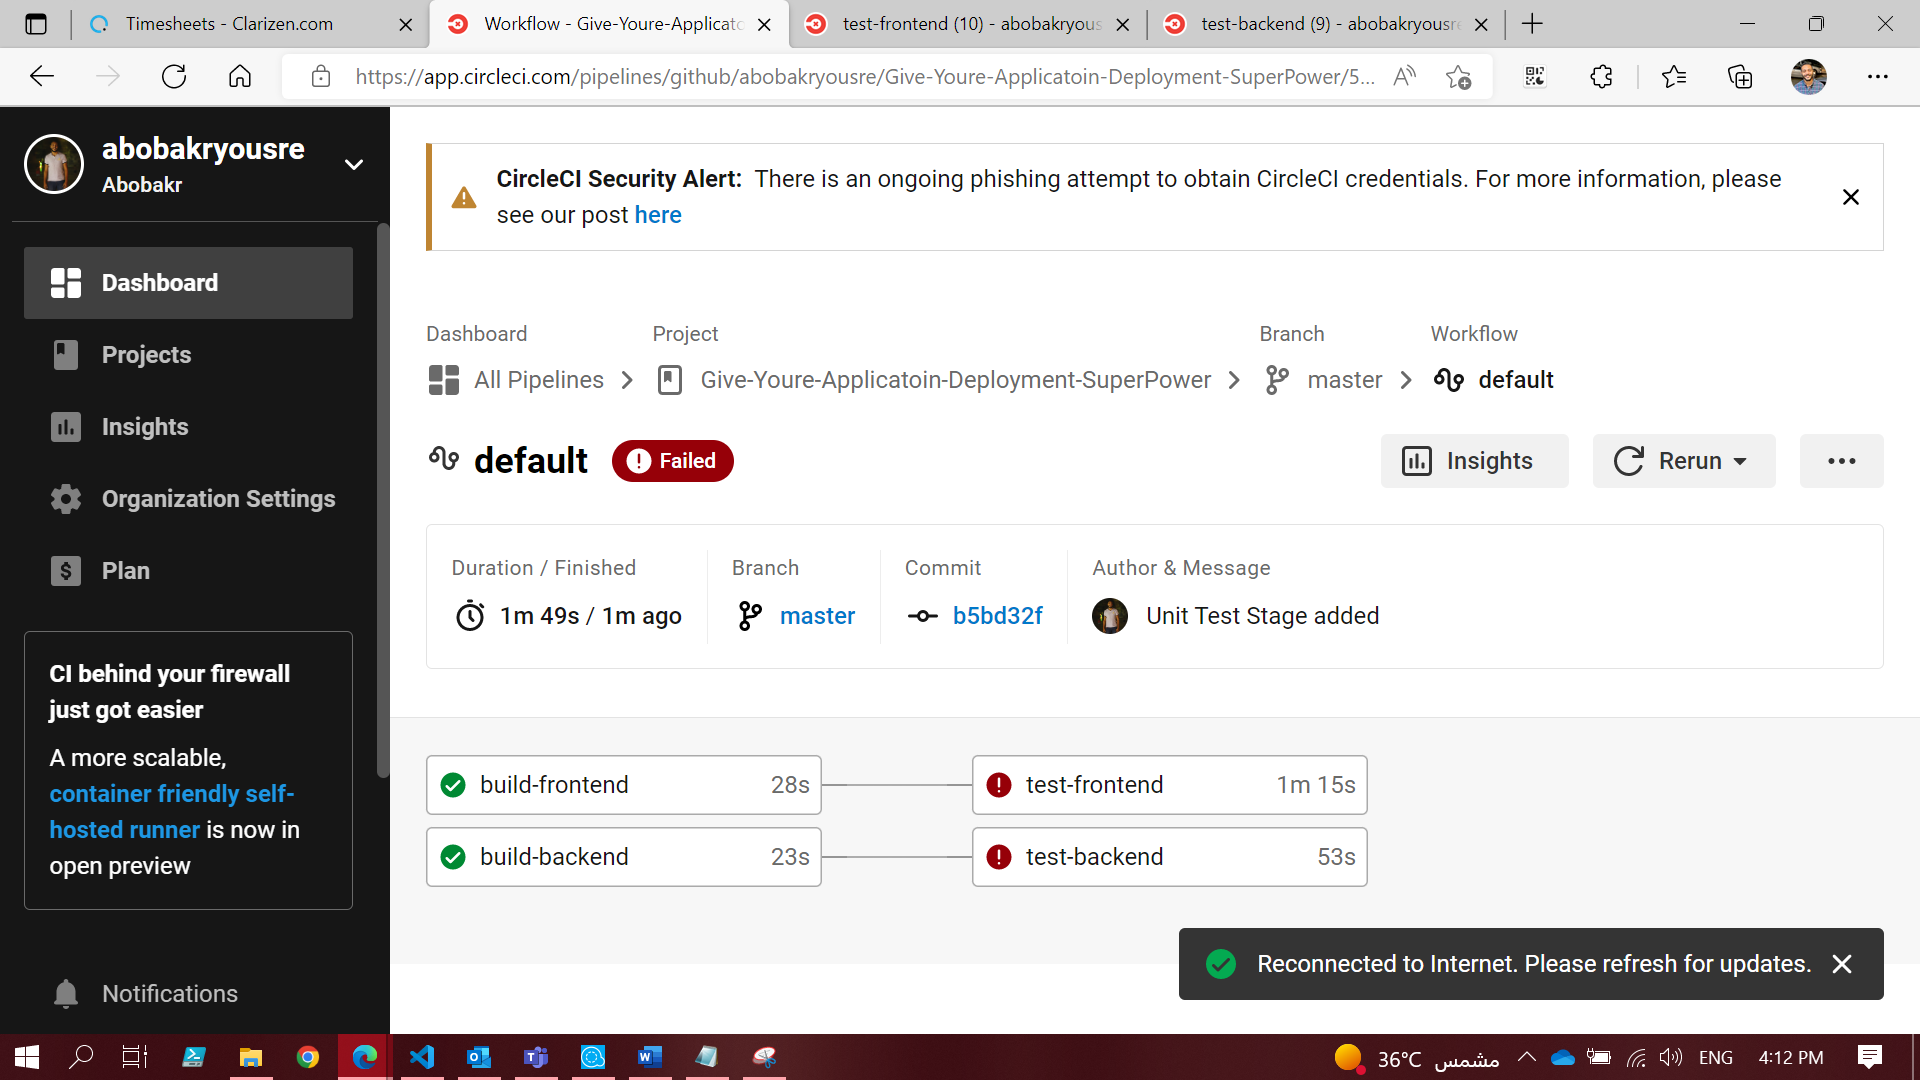 Timesheets - Clarizen.com
Workflow - Give-Youre-Applicato
test-frontend (10) - abobakryous
test-backend (9) - abobakryousre
https://app.circleci.com/pipelines/github/abobakryousre/Give-Youre-Applicatoin-Deployment-SuperPower/5...
abobakryousre
Abobakr
Dashboard
Projects
Insights
Organization Settings
Plan
CI behind your firewall
just got easier
A more scalable,
container friendly self-
hosted runner is now in
open preview
Notifications
CircleCI Security Alert: There is an ongoing phishing attempt to obtain CircleCI credentials. For more information, please
see our post here
Dashboard
Project
Branch
Workflow
All Pipelines
Give-Youre-Applicatoin-Deployment-SuperPower
master
default
default
Failed
Insights
Rerun
Duration / Finished
Branch
Commit
Author & Message
1m 49s / 1m ago
master
b5bd32f
Unit Test Stage added
build-frontend 28s
test-frontend 1m 15s
build-backend 23s
test-backend 53s
Reconnected to Internet. Please refresh for updates.
36°C مشمس
ENG
4:12 PM